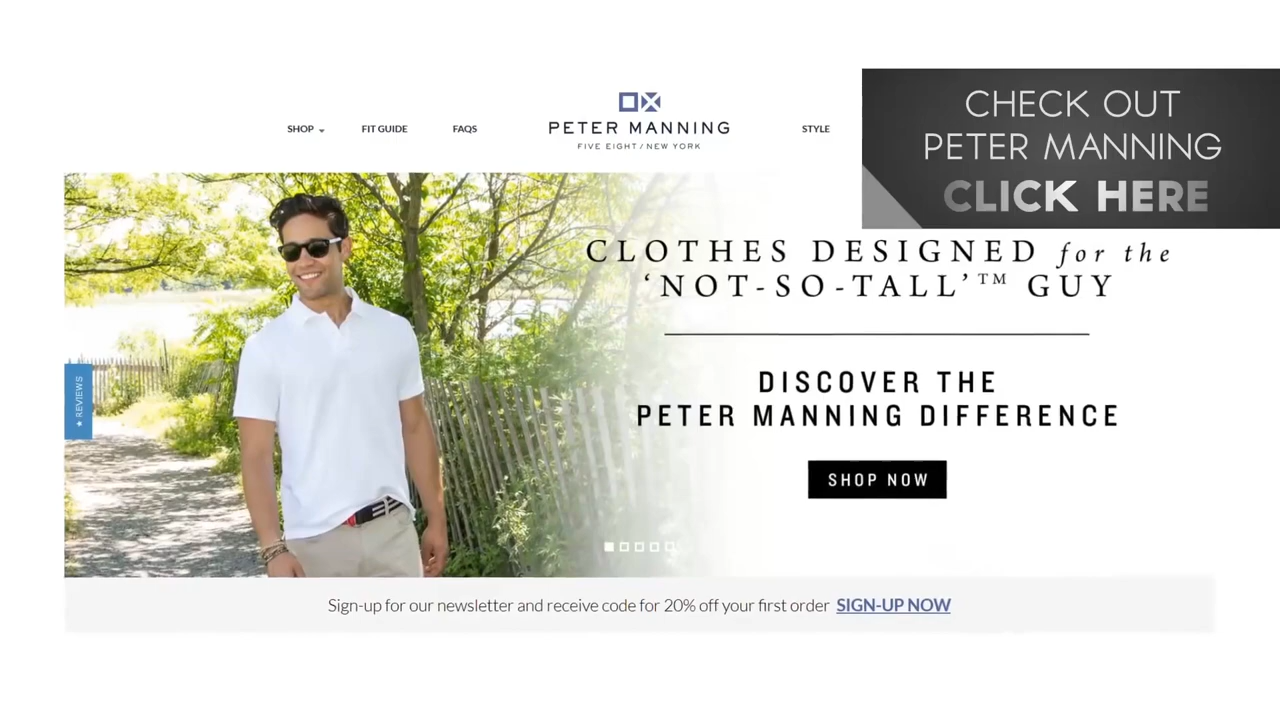 CHECK OUT
PETER MANNING
CLICK HERE
SHOP
FIT GUIDE
FAQS
PETER MANNING
FIVE EIGHT / NEW YORK
STYLE
CLOTHES DESIGNED for the
‘NOT-SO-TALL’™ GUY
DISCOVER THE
PETER MANNING DIFFERENCE
SHOP NOW
★ REVIEWS
Sign-up for our newsletter and receive code for 20% off your first order SIGN-UP NOW